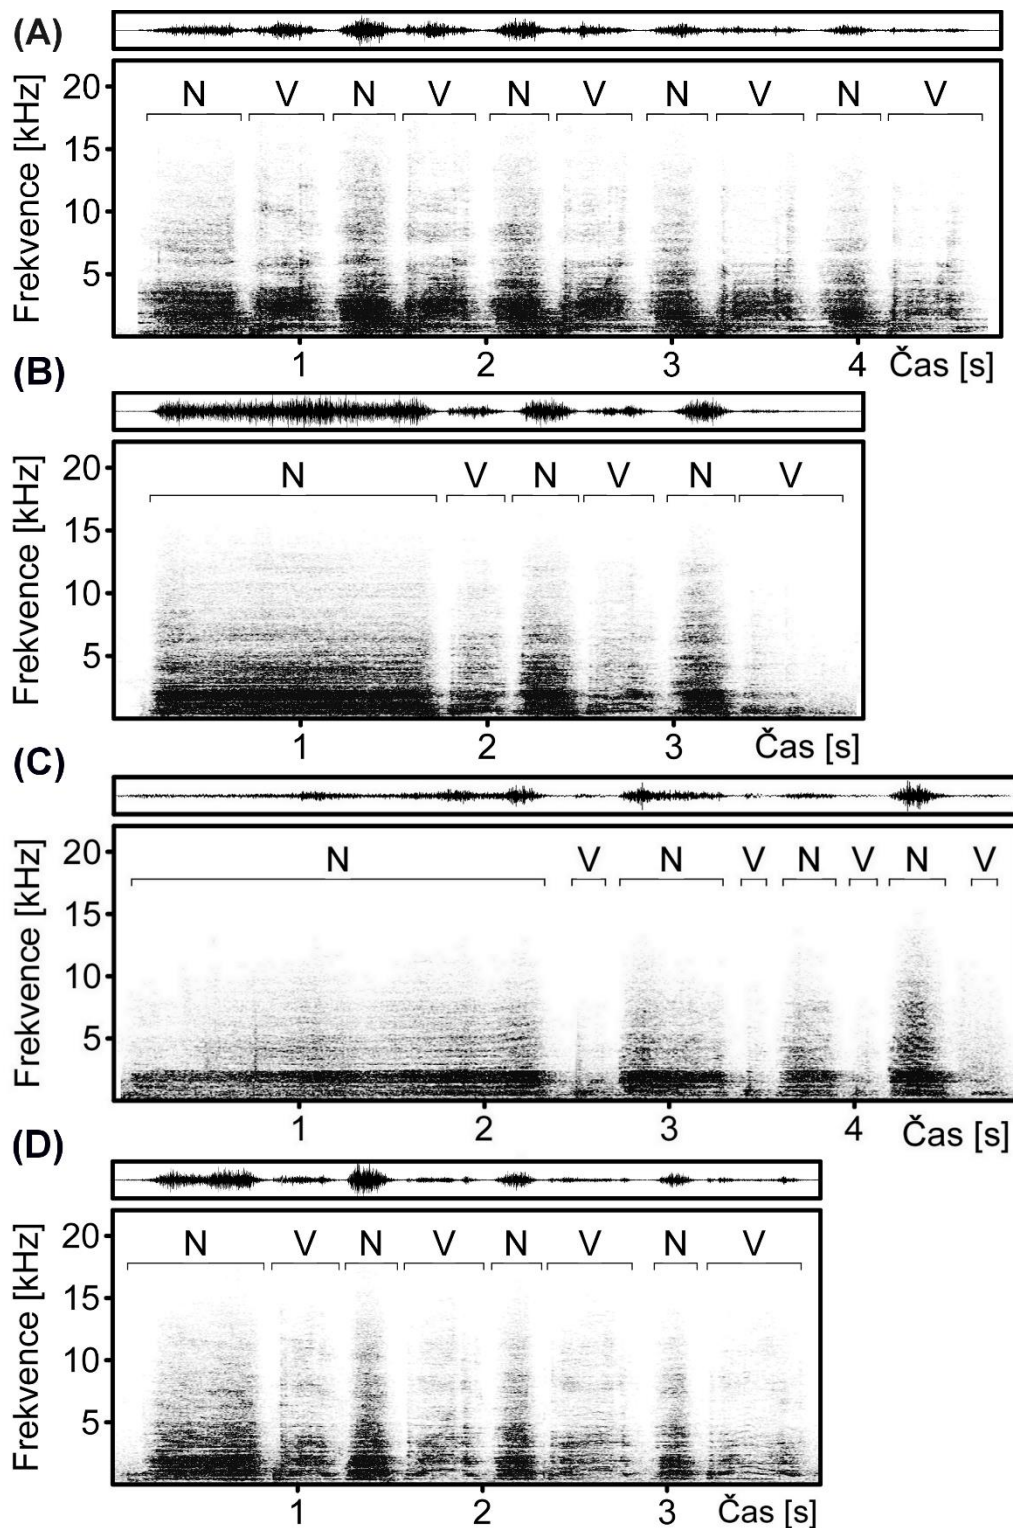 (A)
Frekvence [kHz]
20
15
10
5
N V N V N V N V N V
1 2 3 4 Čas [s]
(B)
Frekvence [kHz]
20
15
10
5
N V N V N V
1 2 3 Čas [s]
(C)
Frekvence [kHz]
20
15
10
5
N V N V N V N V
1 2 3 4 Čas [s]
(D)
Frekvence [kHz]
20
15
10
5
N V N V N V N V
1 2 3 Čas [s]